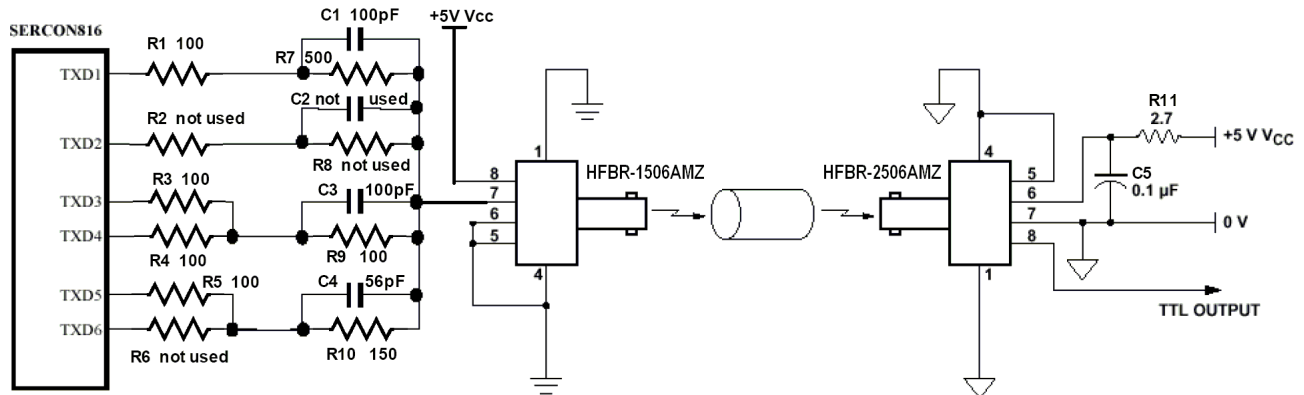 SERCON816
TXD1
TXD2
TXD3
TXD4
TXD5
TXD6
R1 100
R2 not used
R3 100
R4 100
R5 100
R6 not used
C1 100pF
R7 500
C2 not used
R8 not used
C3 100pF
R9 100
C4 56pF
R10 150
+5V Vcc
1
8
7
6
5
4
HFBR-1506AMZ
HFBR-2506AMZ
4
5
6
7
8
1
R11
2.7
+5 V VCC
C5
0.1 µF
0 V
TTL OUTPUT